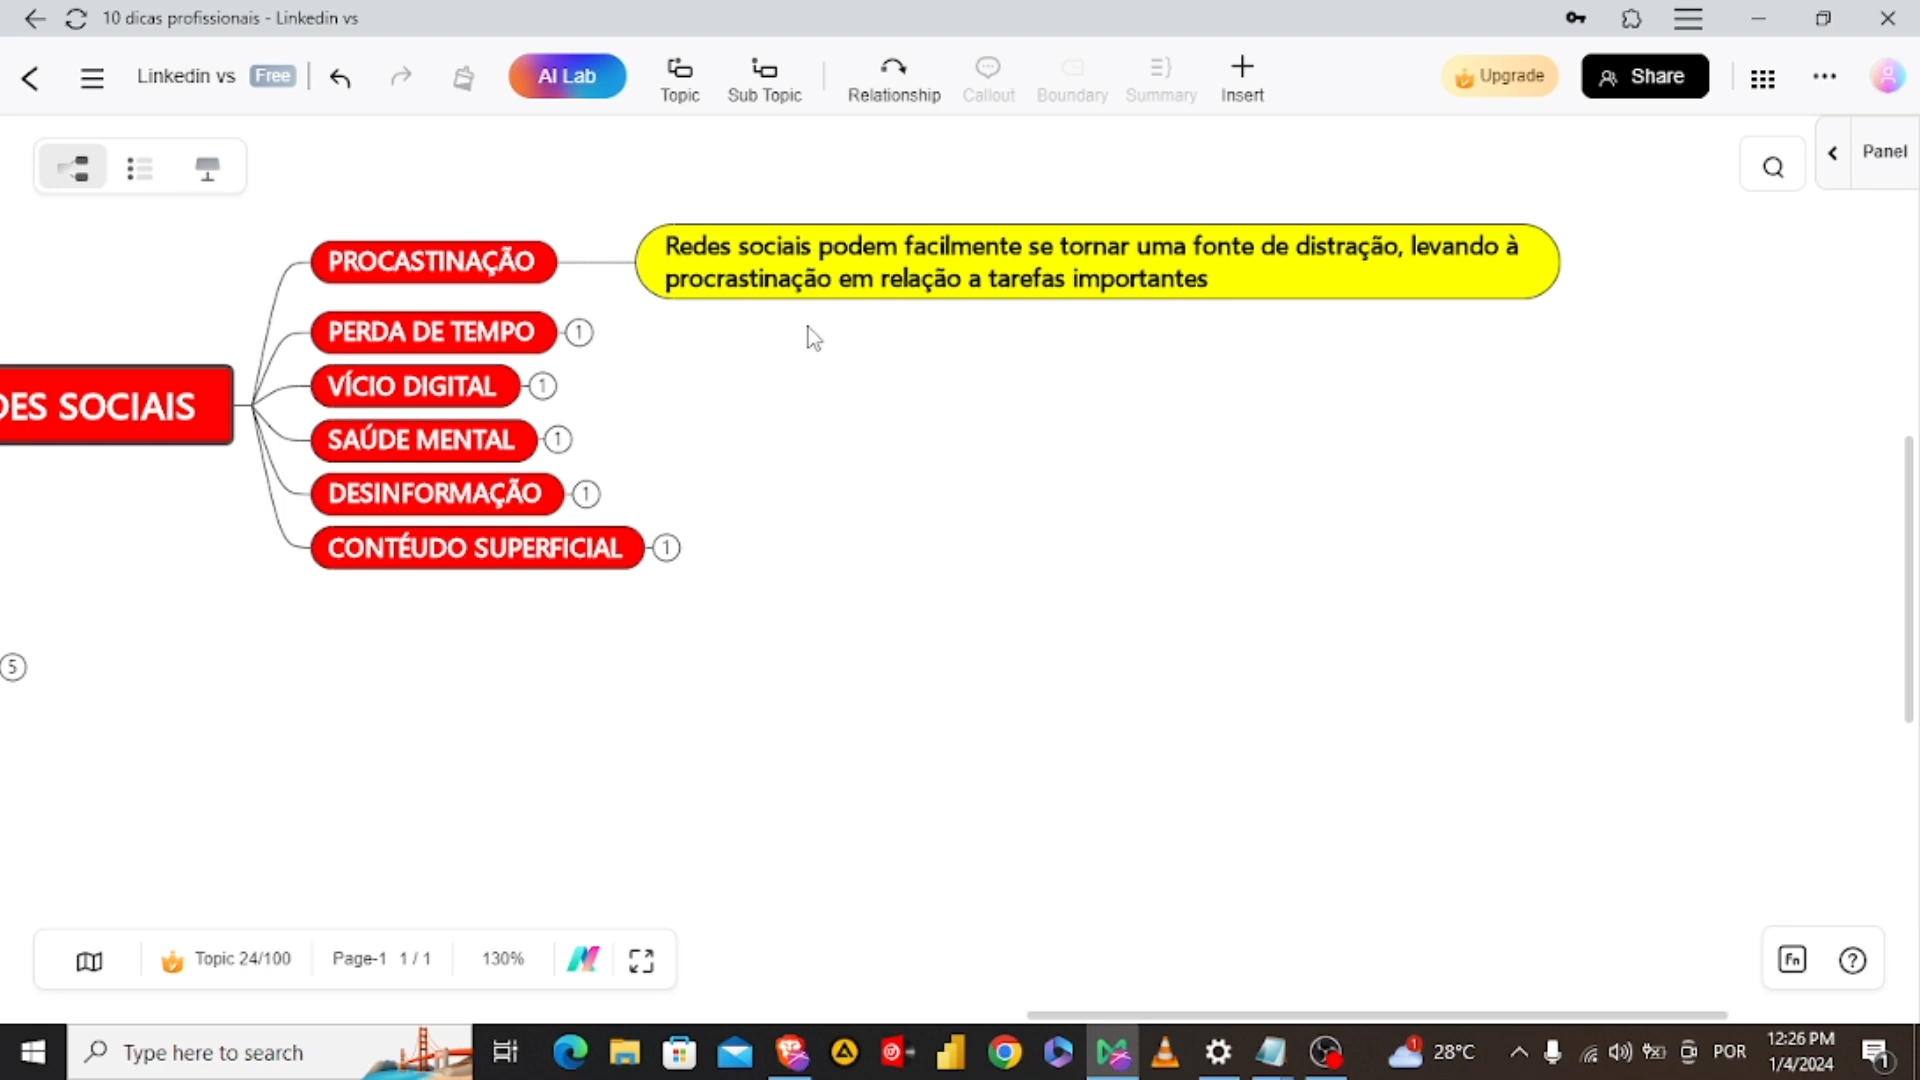 10 dicas profissionais - Linkedin vs
Linkedin vs Free
AI Lab
Topic
Sub Topic
Relationship
Callout
Boundary
Summary
Insert
Upgrade
Share
Panel
PROCASTINAÇÃO
Redes sociais podem facilmente se tornar uma fonte de distração, levando à
procrastinação em relação a tarefas importantes
PERDA DE TEMPO 1
VÍCIO DIGITAL 1
DES SOCIAIS
SAÚDE MENTAL 1
DESINFORMAÇÃO 1
CONTÉUDO SUPERFICIAL 1
5
Topic 24/100
Page-1 1 / 1
130%
Fn
?
Type here to search
1
28°C
POR
12:26 PM
1/4/2024
1